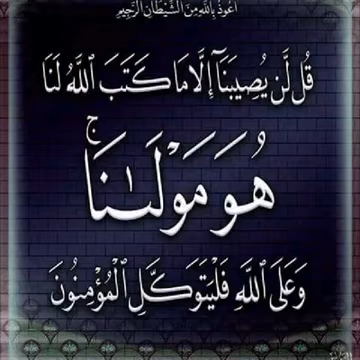 أعوذ بالله من الشيطان الرجيم
قُل لَّن يُصِيبَنَآ إِلَّا مَا كَتَبَ ٱللَّهُ لَنَا
هُوَ مَوْلَىٰنَا ۚ
وَعَلَى ٱللَّهِ فَلْيَتَوَكَّلِ ٱلْمُؤْمِنُونَ